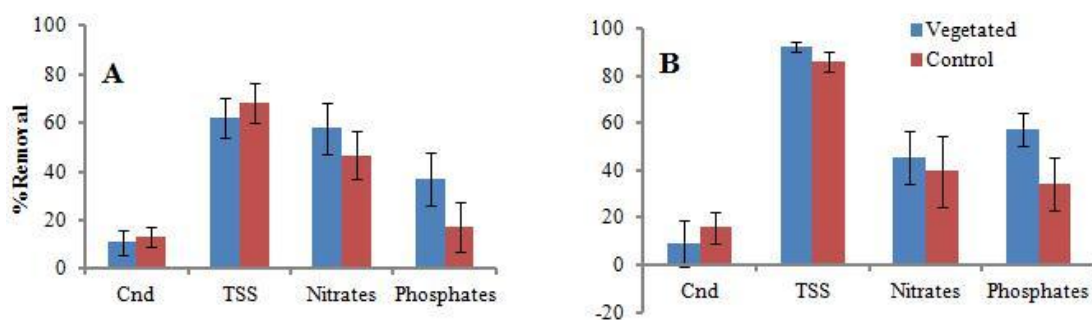 A
%Removal
100
80
60
40
20
0
Cnd
TSS
Nitrates
Phosphates
B
Vegetated
Control
100
80
60
40
20
0
-20
Cnd
TSS
Nitrates
Phosphates